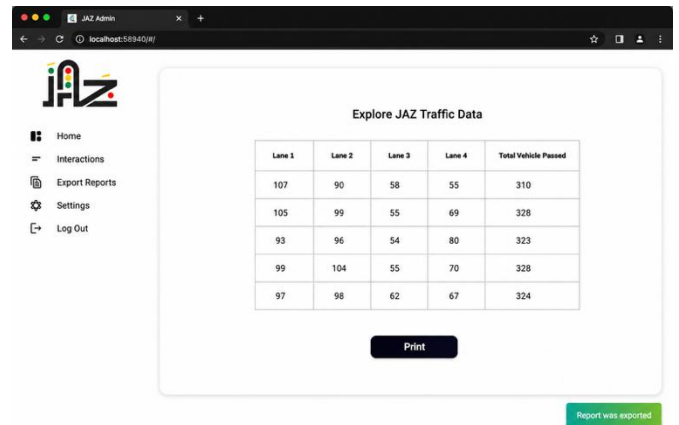 JAZ Admin
localhost:58940/#/
jAZ
Home
Interactions
Export Reports
Settings
Log Out
Explore JAZ Traffic Data
Lane 1 Lane 2 Lane 3 Lane 4 Total Vehicle Passed
107 90 58 55 310
105 99 55 69 328
93 96 54 80 323
99 104 55 70 328
97 98 62 67 324
Print
Report was exported